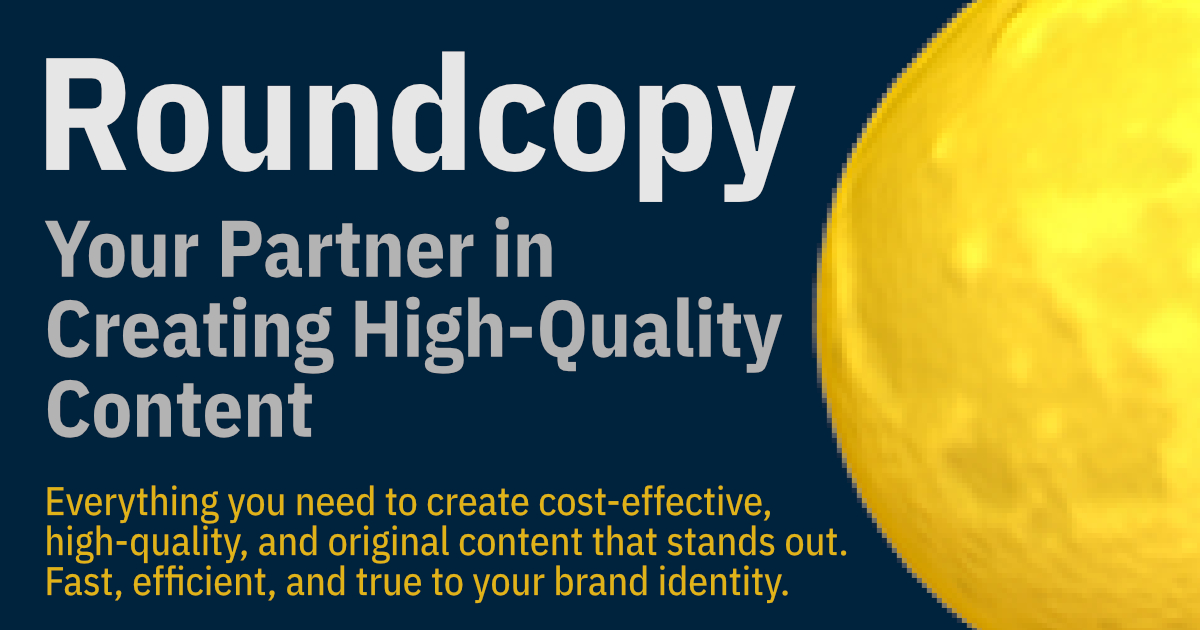 Roundcopy
Your Partner in
Creating High-Quality
Content
Everything you need to create cost-effective,
high-quality, and original content that stands out.
Fast, efficient, and true to your brand identity.